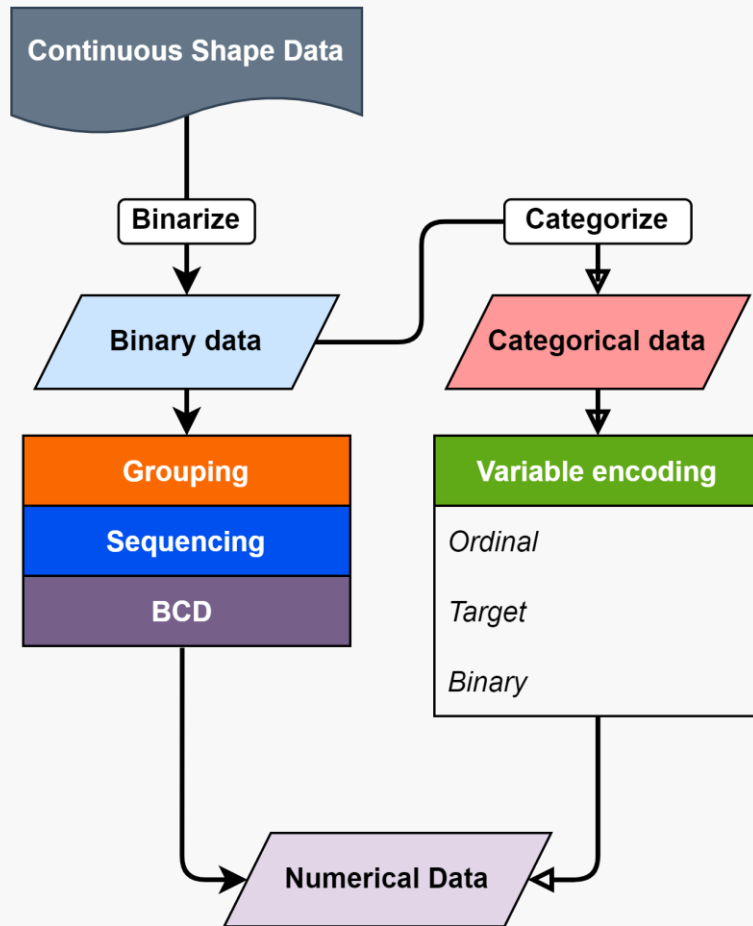 Continuous Shape Data
Binarize
Categorize
Binary data
Categorical data
Grouping
Sequencing
BCD
Variable encoding
Ordinal
Target
Binary
Numerical Data